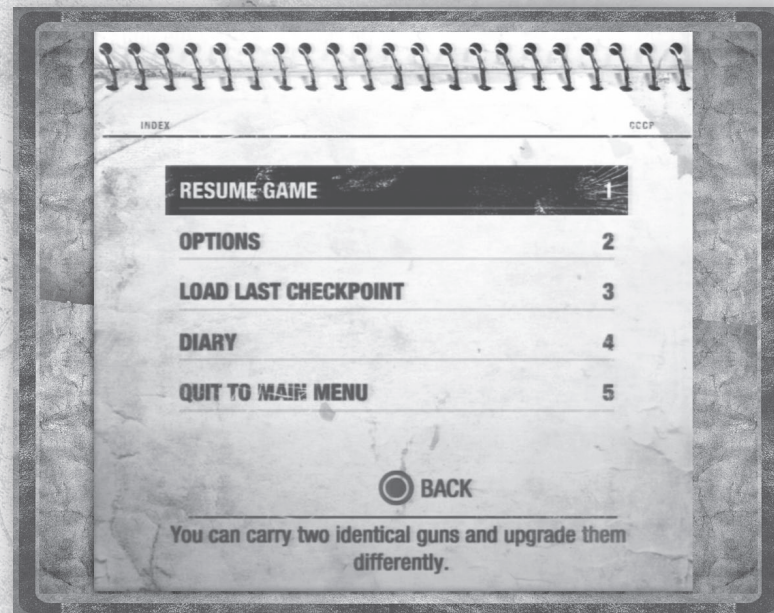 INDEX CCCP
RESUME GAME 1
OPTIONS 2
LOAD LAST CHECKPOINT 3
DIARY 4
QUIT TO MAIN MENU 5
BACK
You can carry two identical guns and upgrade them
differently.